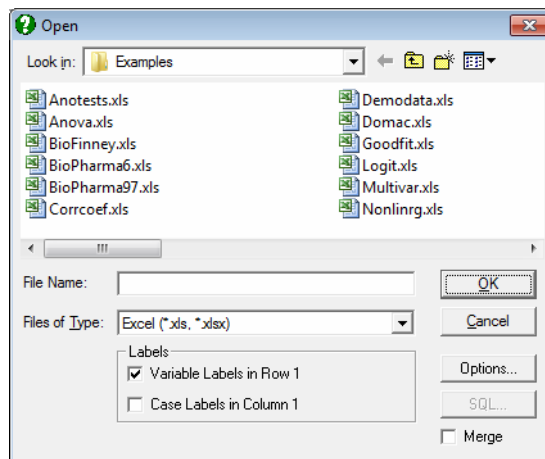 Open
Look in: Examples
Anotests.xls
Anova.xls
BioFinney.xls
BioPharma6.xls
BioPharma97.xls
Corrcoef.xls
Demodata.xls
Domac.xls
Goodfit.xls
Logit.xls
Multivar.xls
Nonlinrg.xls
File Name:
OK
Files of Type: Excel (*.xls, *.xlsx)
Cancel
Labels
Variable Labels in Row 1
Case Labels in Column 1
Options...
SQL...
Merge